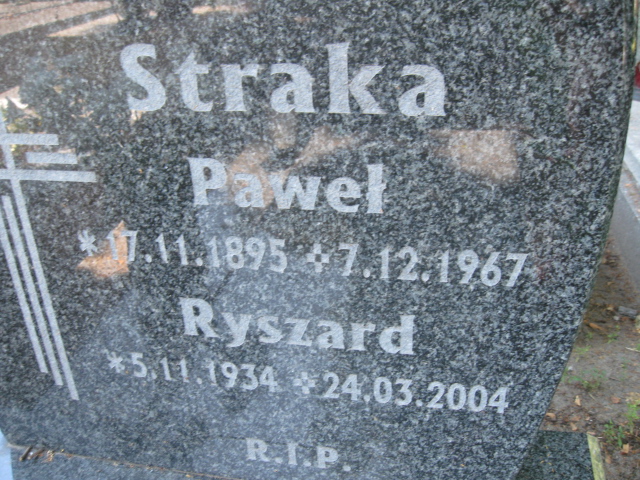 Straka
Paweł
*17.11.1895 +7.12.1967
Ryszard
*5.11.1934 +24.03.2004
R.I.P.